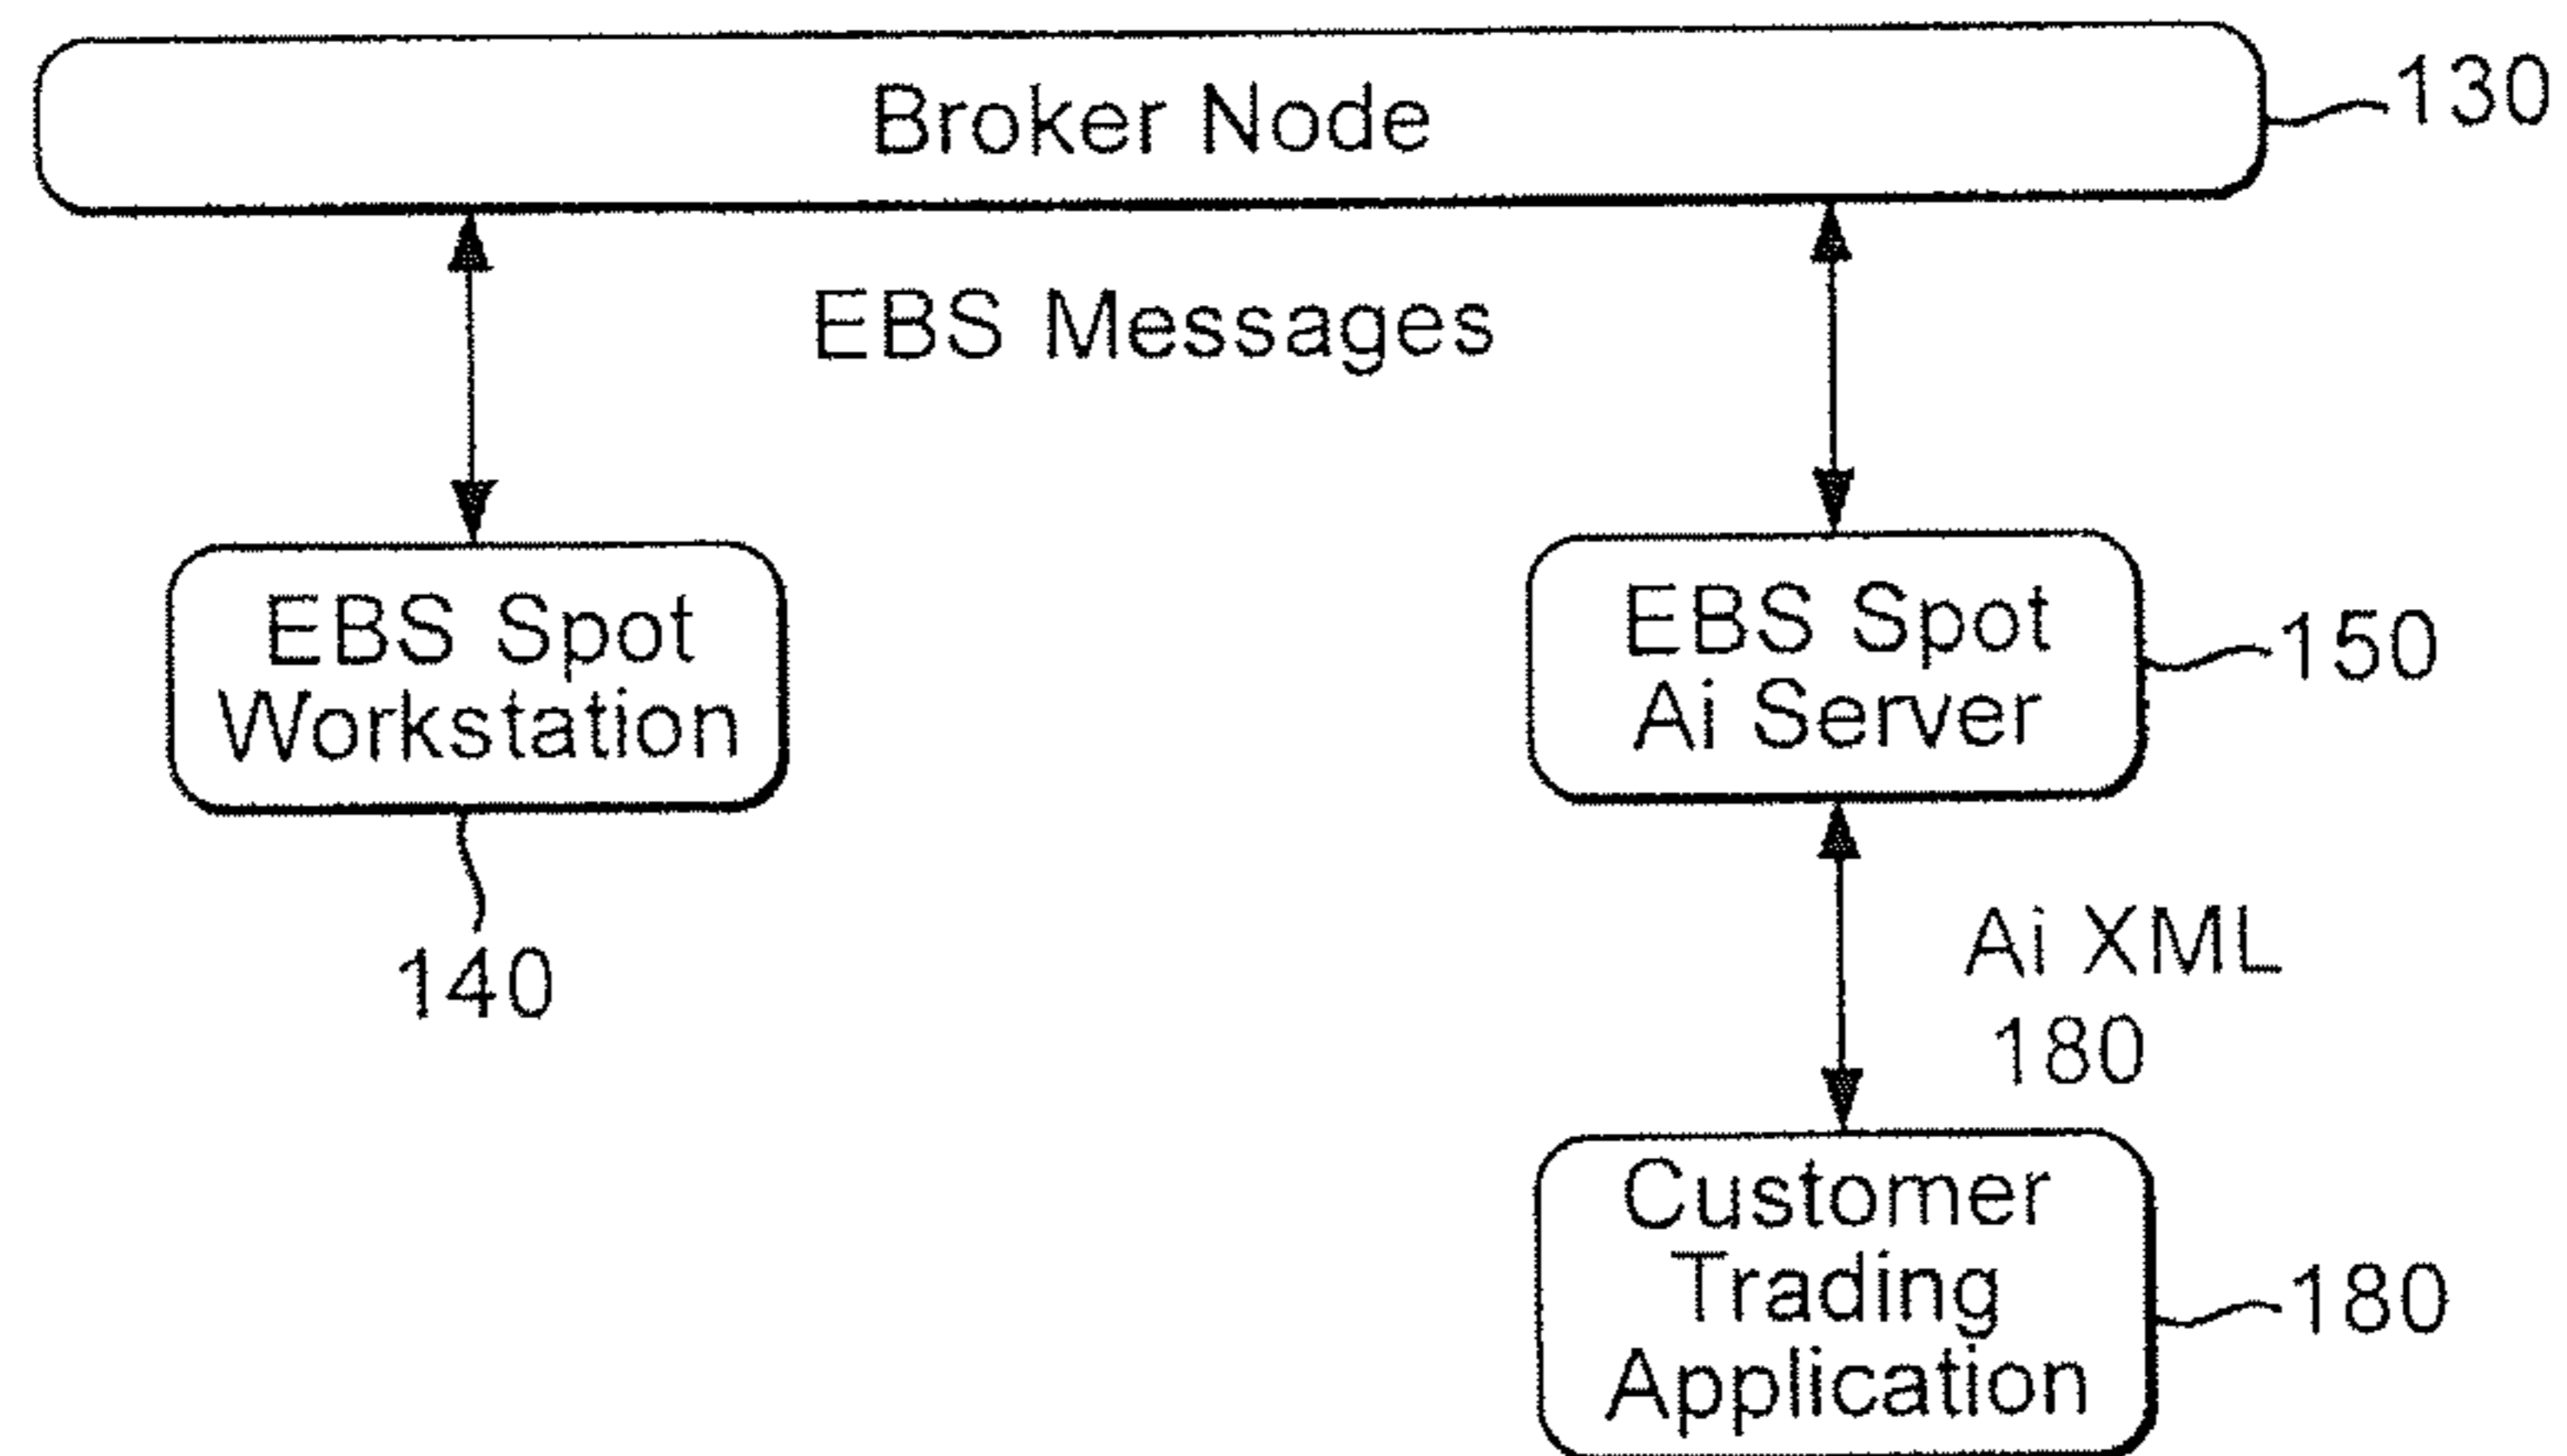 Broker Node
130
EBS Messages
EBS Spot
Workstation
140
EBS Spot
Ai Server
150
Ai XML
180
Customer
Trading
Application
180